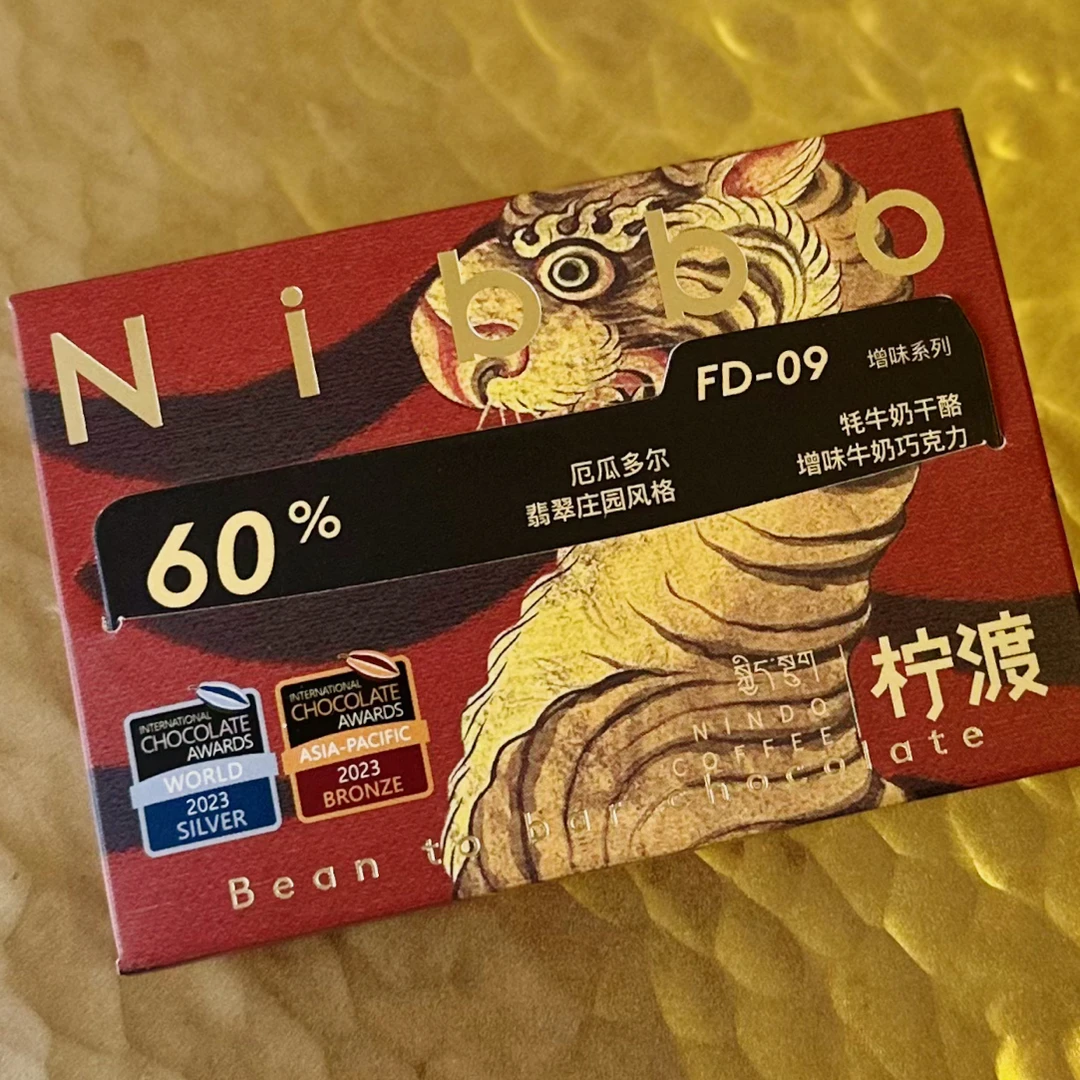 Nibbo
FD-09 增味系列
牦牛奶干酪
增味牛奶巧克力
厄瓜多尔
翡翠庄园风格
60%
柠渡
NINDO
COFFEE
INTERNATIONAL
CHOCOLATE
AWARDS
WORLD
2023
SILVER
INTERNATIONAL
CHOCOLATE
AWARDS
ASIA-PACIFIC
2023
BRONZE
Bean to bar chocolate